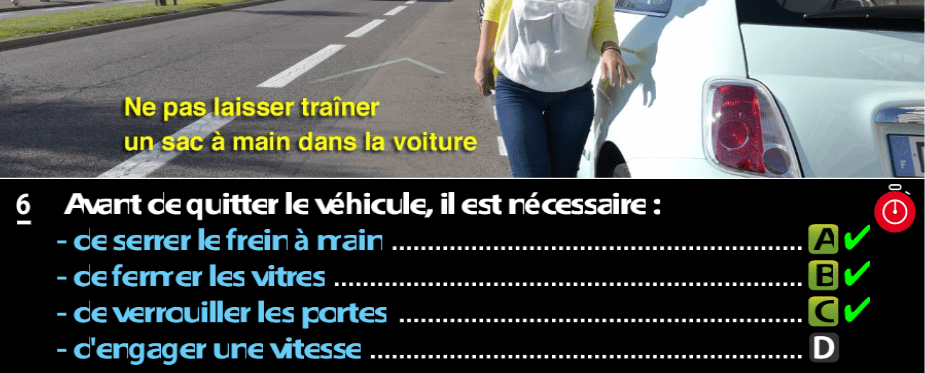 Ne pas laisser traîner
un sac à main dans la voiture
6 Avant de quitter le véhicule, il est nécessaire :
- de serrer le frein à main ........ A ✔
- de fermer les vitres ........ B ✔
- de verrouiller les portes ........ C ✔
- d'engager une vitesse ........ D